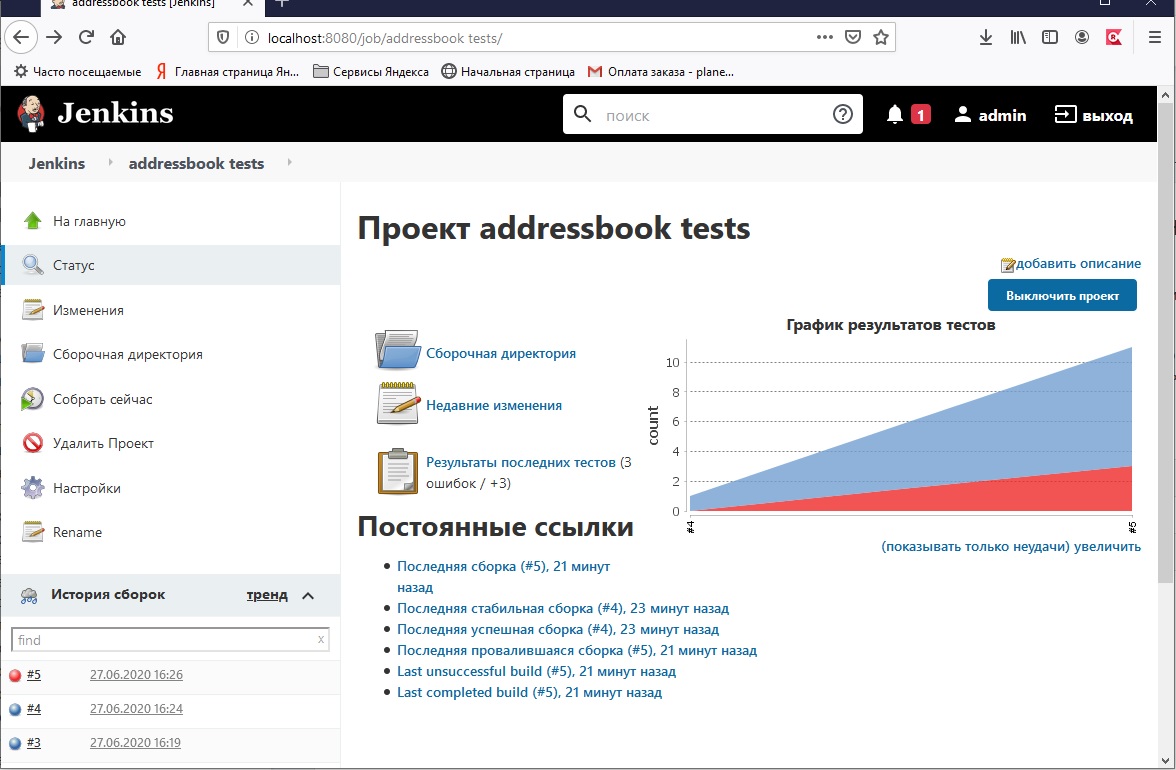 addressbook tests [Jenkins]
localhost:8080/job/addressbook tests/
Часто посещаемые
Главная страница Ян...
Сервисы Яндекса
Начальная страница
Оплата заказа - plane...
Jenkins
поиск
1
admin
выход
Jenkins
addressbook tests
На главную
Статус
Изменения
Сборочная директория
Собрать сейчас
Удалить Проект
Настройки
Rename
История сборок
тренд
find
x
#5
27.06.2020 16:26
#4
27.06.2020 16:24
#3
27.06.2020 16:19
Проект addressbook tests
добавить описание
Выключить проект
Сборочная директория
Недавние изменения
Результаты последних тестов (3
ошибок / +3)
График результатов тестов
count
10
8
6
4
2
0
#4
#5
(показывать только неудачи) увеличить
Постоянные ссылки
Последняя сборка (#5), 21 минут
назад
Последняя стабильная сборка (#4), 23 минут назад
Последняя успешная сборка (#4), 23 минут назад
Последняя провалившаяся сборка (#5), 21 минут назад
Last unsuccessful build (#5), 21 минут назад
Last completed build (#5), 21 минут назад